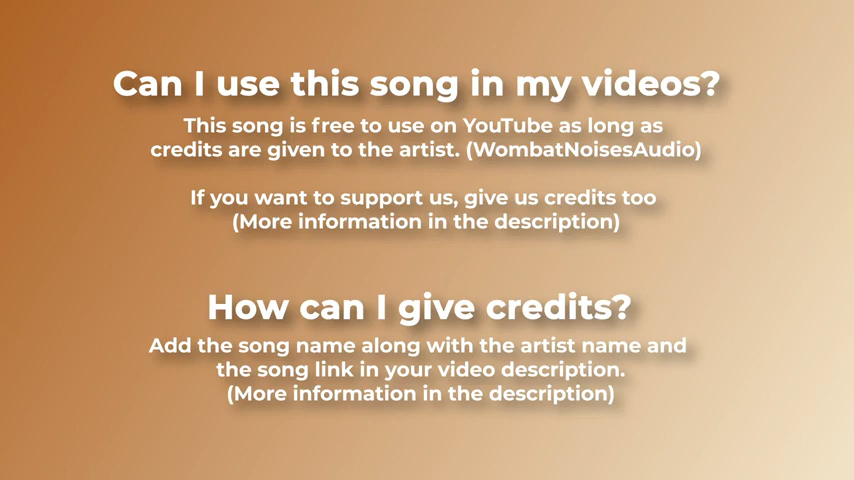 Can I use this song in my videos?
This song is free to use on YouTube as long as
credits are given to the artist. (WombatNoisesAudio)
If you want to support us, give us credits too
(More information in the description)
How can I give credits?
Add the song name along with the artist name and
the song link in your video description.
(More information in the description)